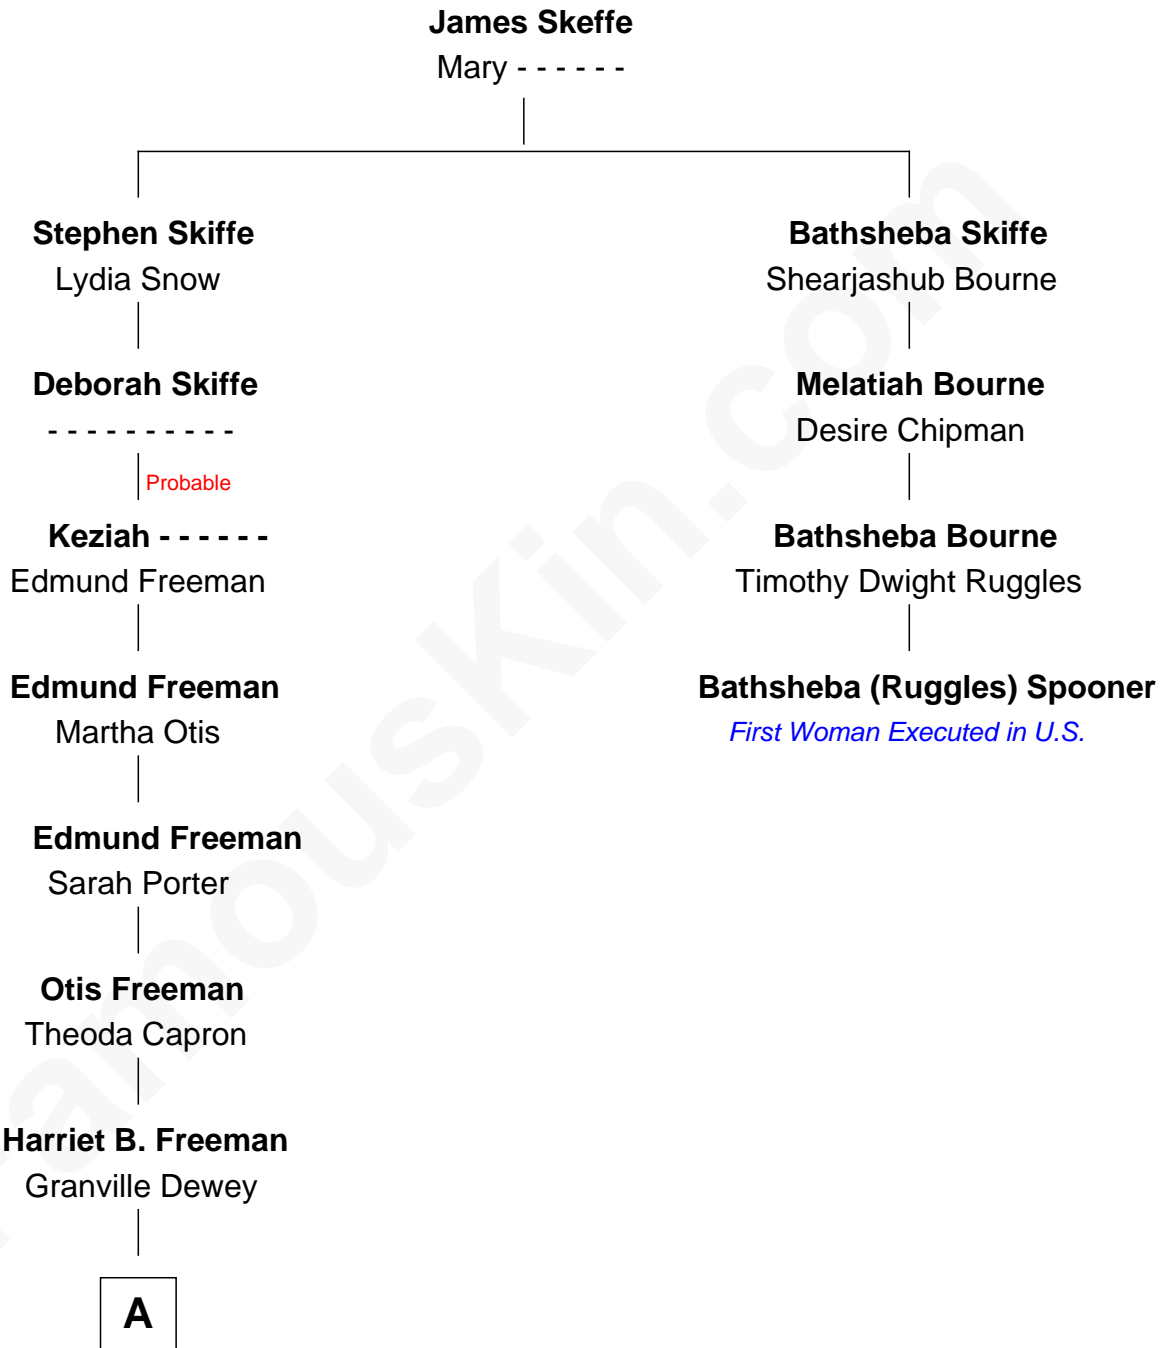 James Skeffe
Mary - - - - - -
Stephen Skiffe
Lydia Snow
Bathsheba Skiffe
Shearjashub Bourne
Deborah Skiffe
- - - - - - - - - -
Melatiah Bourne
Desire Chipman
Probable
Keziah - - - - - -
Edmund Freeman
Bathsheba Bourne
Timothy Dwight Ruggles
Edmund Freeman
Martha Otis
Bathsheba (Ruggles) Spooner
First Woman Executed in U.S.
Edmund Freeman
Sarah Porter
Otis Freeman
Theoda Capron
Harriet B. Freeman
Granville Dewey
A
FamousKin.com